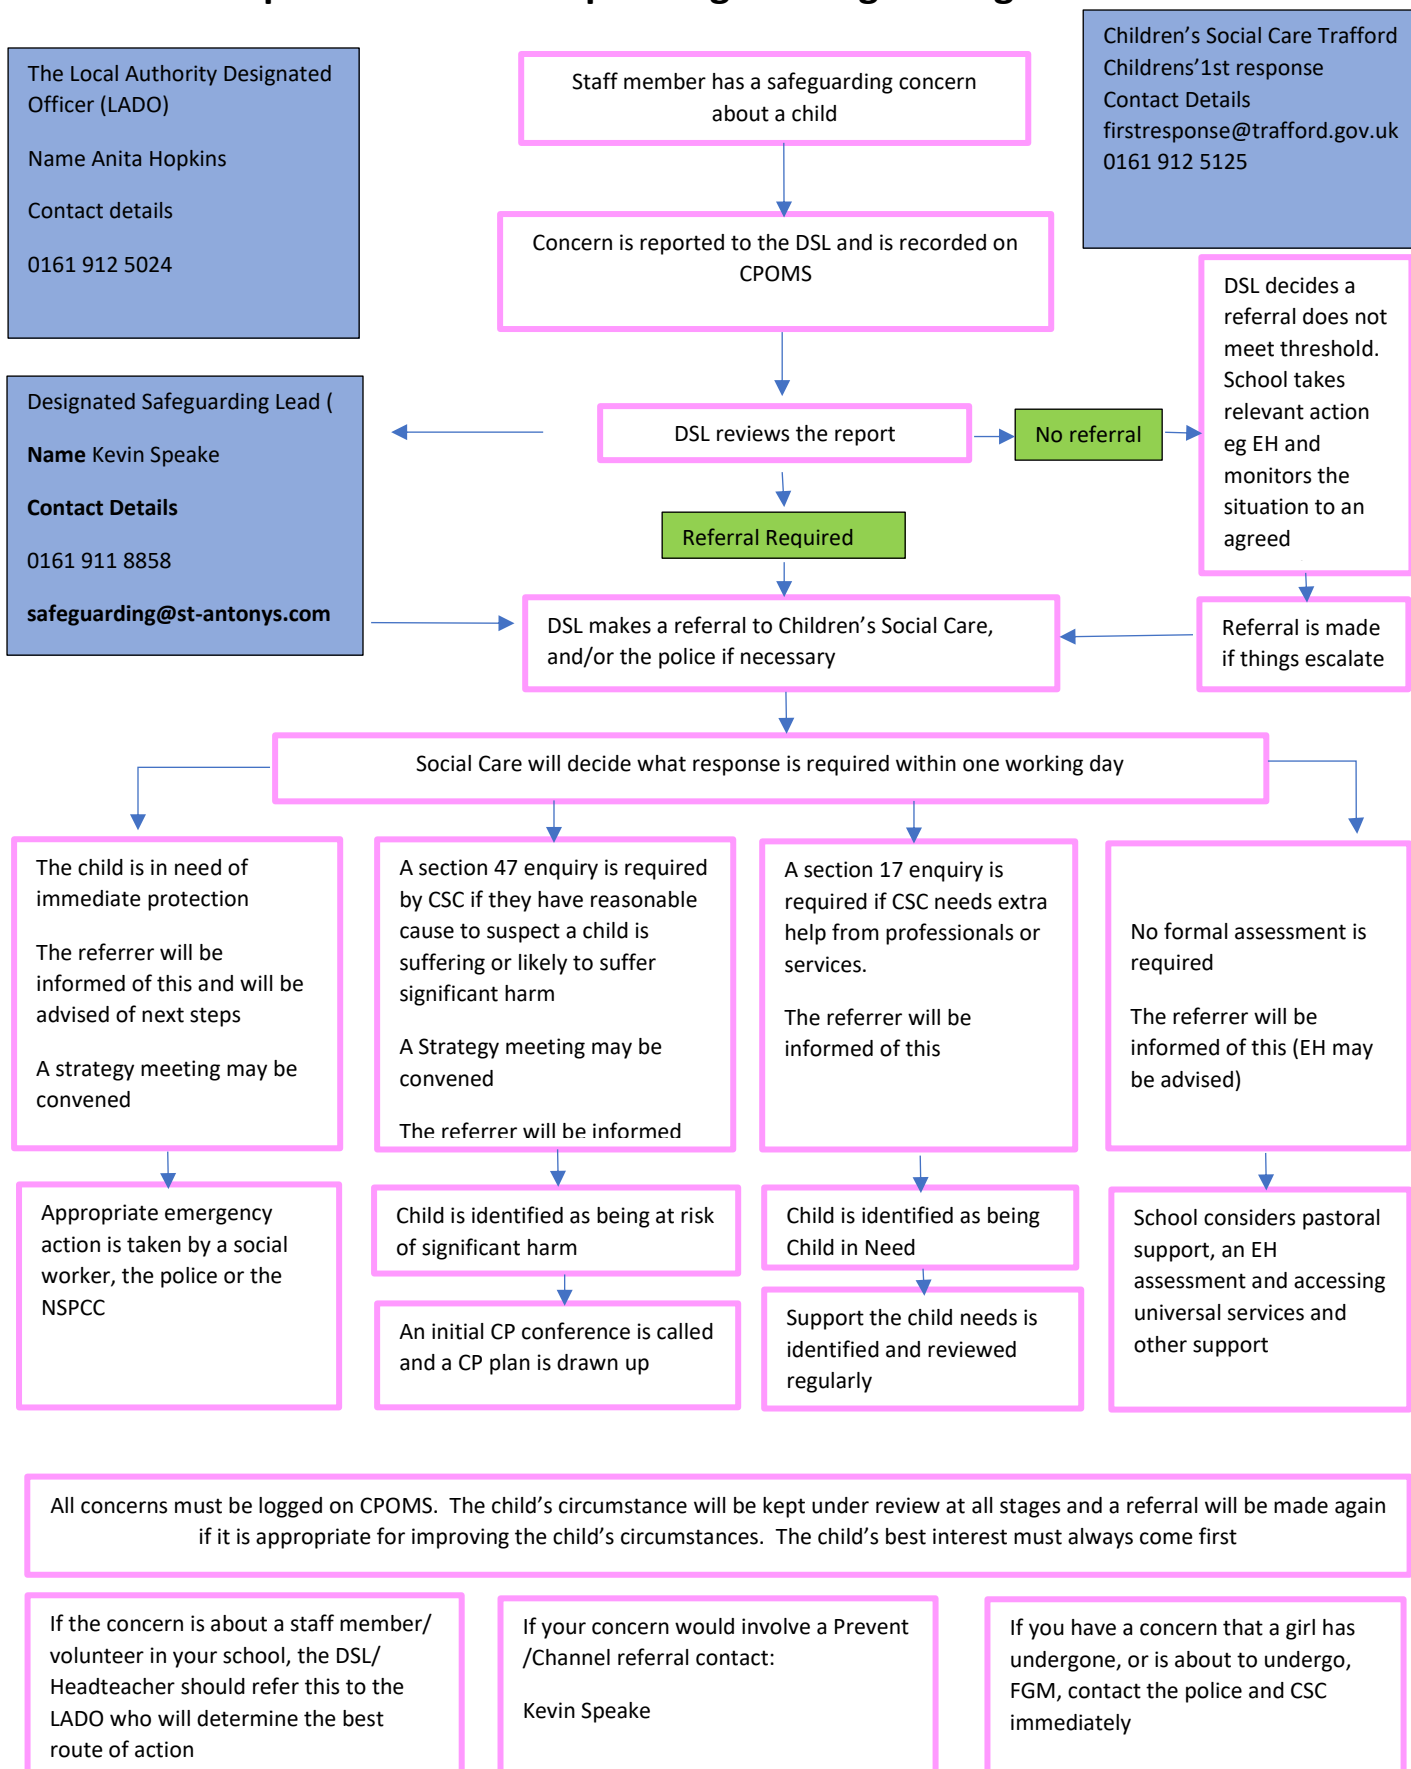 Children's Social Care Trafford
Childrens'1st response
Contact Details
firstresponse@trafford.gov.uk
0161 912 5125
The Local Authority Designated
Officer (LADO)
Name Anita Hopkins
Contact details
0161 912 5024
Staff member has a safeguarding concern
about a child
Concern is reported to the DSL and is recorded on
CPOMS
DSL decides a
referral does not
meet threshold.
School takes
relevant action
eg EH and
monitors the
situation to an
agreed
Designated Safeguarding Lead (
Name Kevin Speake
Contact Details
0161 911 8858
safeguarding@st-antonys.com
DSL reviews the report
No referral
Referral Required
DSL makes a referral to Children's Social Care,
and/or the police if necessary
Referral is made
if things escalate
Social Care will decide what response is required within one working day
The child is in need of
immediate protection
The referrer will be
informed of this and will be
advised of next steps
A strategy meeting may be
convened
A section 47 enquiry is required
by CSC if they have reasonable
cause to suspect a child is
suffering or likely to suffer
significant harm
A Strategy meeting may be
convened
The referrer will be informed
A section 17 enquiry is
required if CSC needs extra
help from professionals or
services.
The referrer will be
informed of this
No formal assessment is
required
The referrer will be
informed of this (EH may
be advised)
Appropriate emergency
action is taken by a social
worker, the police or the
NSPCC
Child is identified as being at risk
of significant harm
An initial CP conference is called
and a CP plan is drawn up
Child is identified as being
Child in Need
Support the child needs is
identified and reviewed
regularly
School considers pastoral
support, an EH
assessment and accessing
universal services and
other support
All concerns must be logged on CPOMS.  The child's circumstance will be kept under review at all stages and a referral will be made again
if it is appropriate for improving the child's circumstances.  The child's best interest must always come first
If the concern is about a staff member/
volunteer in your school, the DSL/
Headteacher should refer this to the
LADO who will determine the best
route of action
If your concern would involve a Prevent
/Channel referral contact:
Kevin Speake
If you have a concern that a girl has
undergone, or is about to undergo,
FGM, contact the police and CSC
immediately